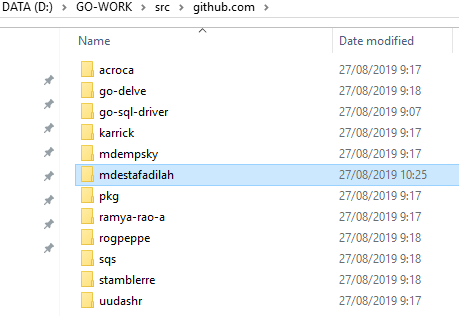 DATA (D:) > GO-WORK > src > github.com >
Name Date modified
acroca 27/08/2019 9:17
go-delve 27/08/2019 9:18
go-sql-driver 27/08/2019 9:07
karrick 27/08/2019 9:17
mdempsky 27/08/2019 9:17
mdestafadilah 27/08/2019 10:25
pkg 27/08/2019 9:17
ramya-rao-a 27/08/2019 9:17
rogpeppe 27/08/2019 9:18
sqs 27/08/2019 9:18
stamblerre 27/08/2019 9:18
uudashr 27/08/2019 9:17